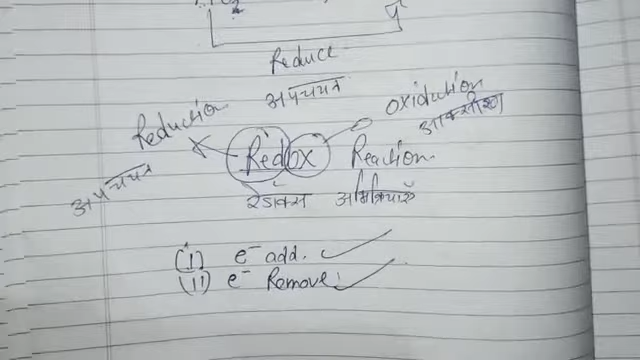 Reduce
अपचयन
Reduction
oxidation
अपचयन
आक्सीकरण
Redox Reaction
रेडॉक्स अभिक्रियाएँ
(i) e⁻ add. ✓
(ii) e⁻ Remove. ✓